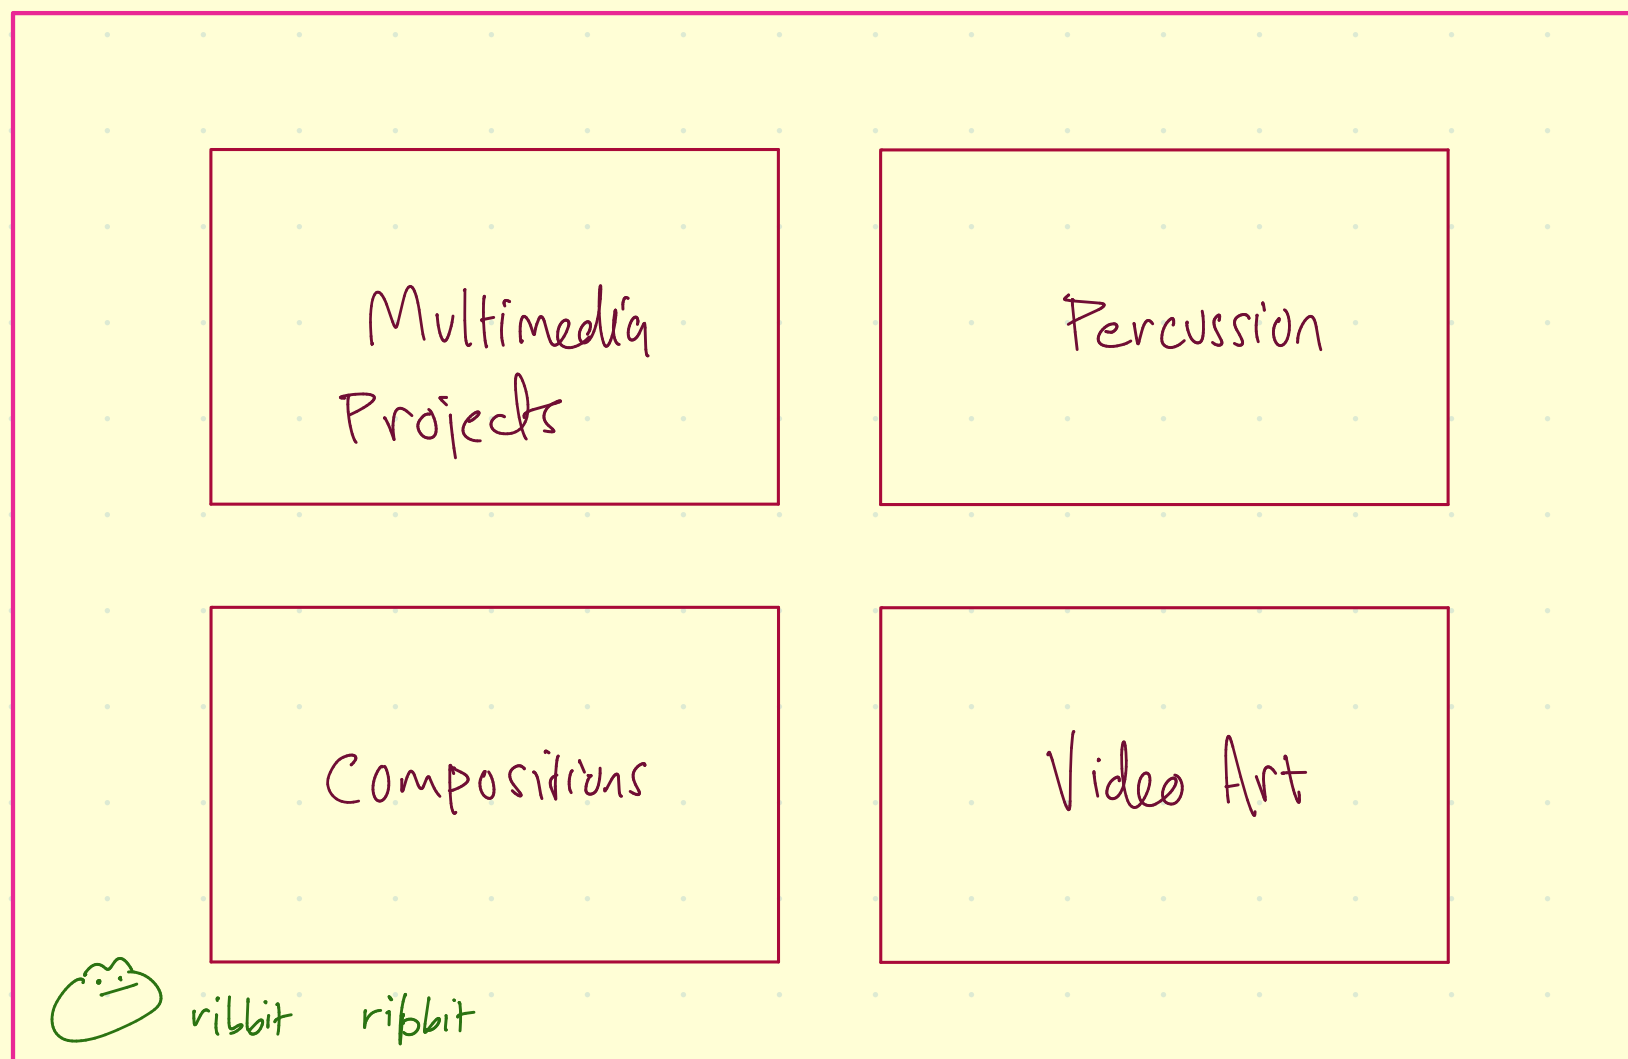 Multimedia
Projects
Percussion
Compositions
Video Art
ribbit ribbit